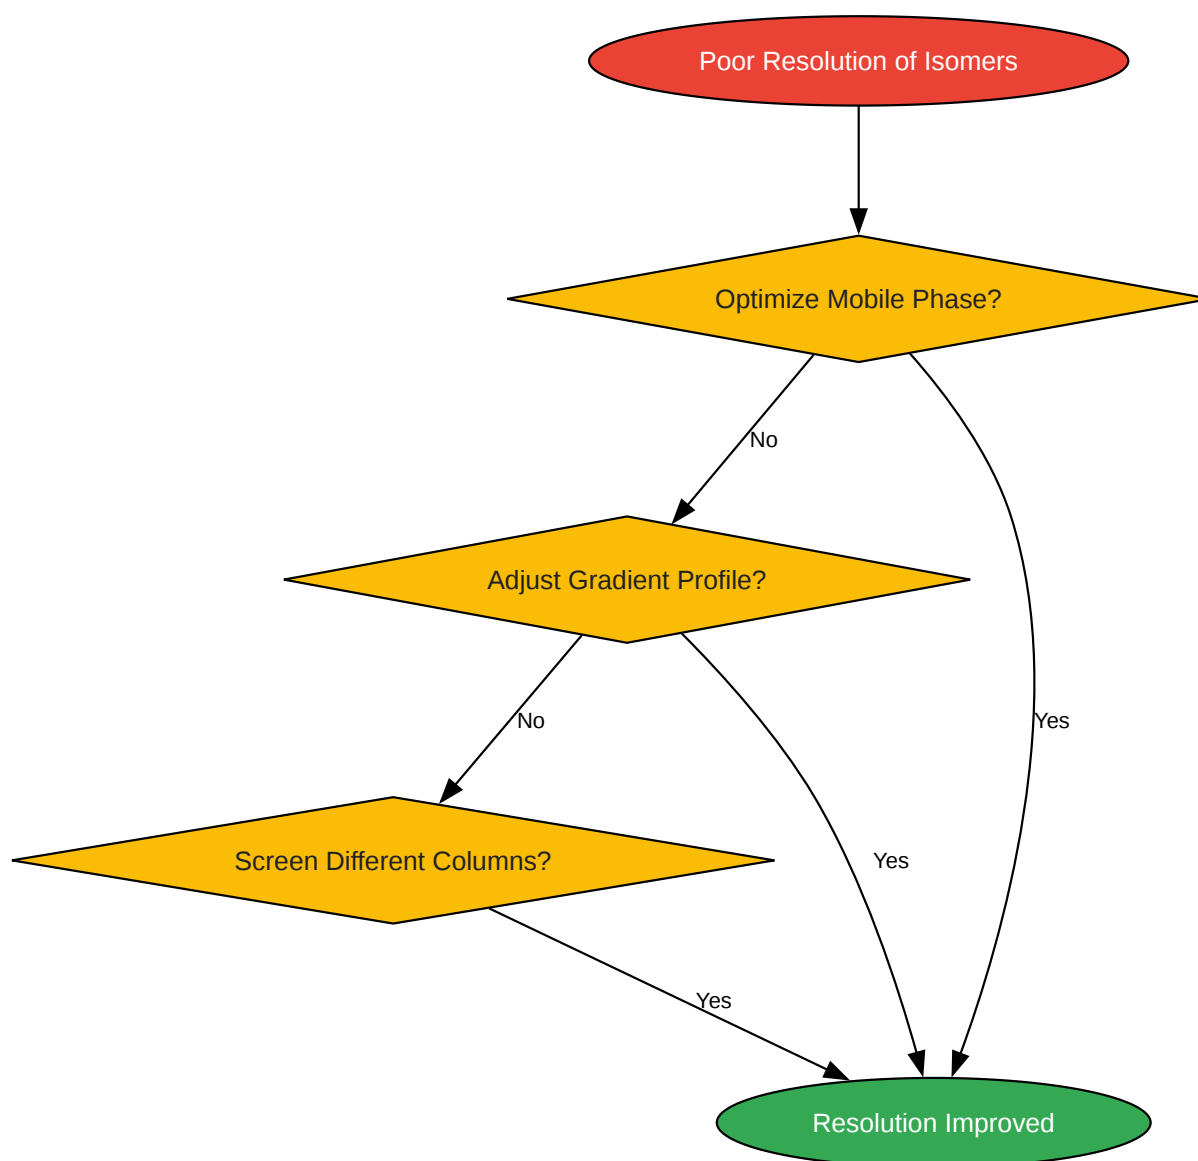 Poor Resolution of Isomers
Optimize Mobile Phase?
No
Adjust Gradient Profile?
No
Yes
Screen Different Columns?
Yes
Yes
Resolution Improved